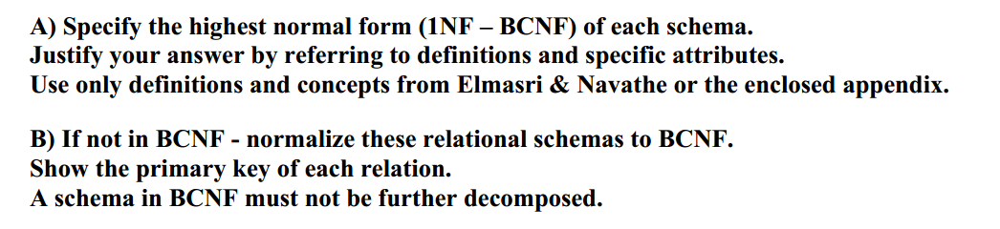 A) Specify the highest normal form (1NF – BCNF) of each schema.
Justify your answer by referring to definitions and specific attributes.
Use only definitions and concepts from Elmasri & Navathe or the enclosed appendix.
B) If not in BCNF - normalize these relational schemas to BCNF.
Show the primary key of each relation.
A schema in BCNF must not be further decomposed.